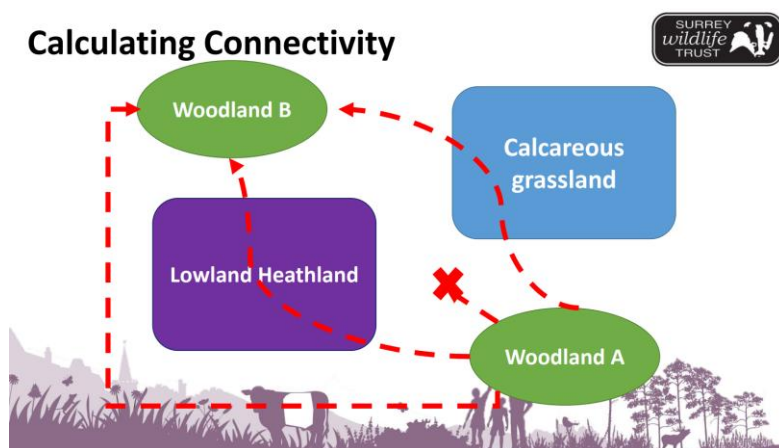 Calculating Connectivity
SURREY
wildlife
TRUST
Woodland B
Calcareous
grassland
Lowland Heathland
Woodland A